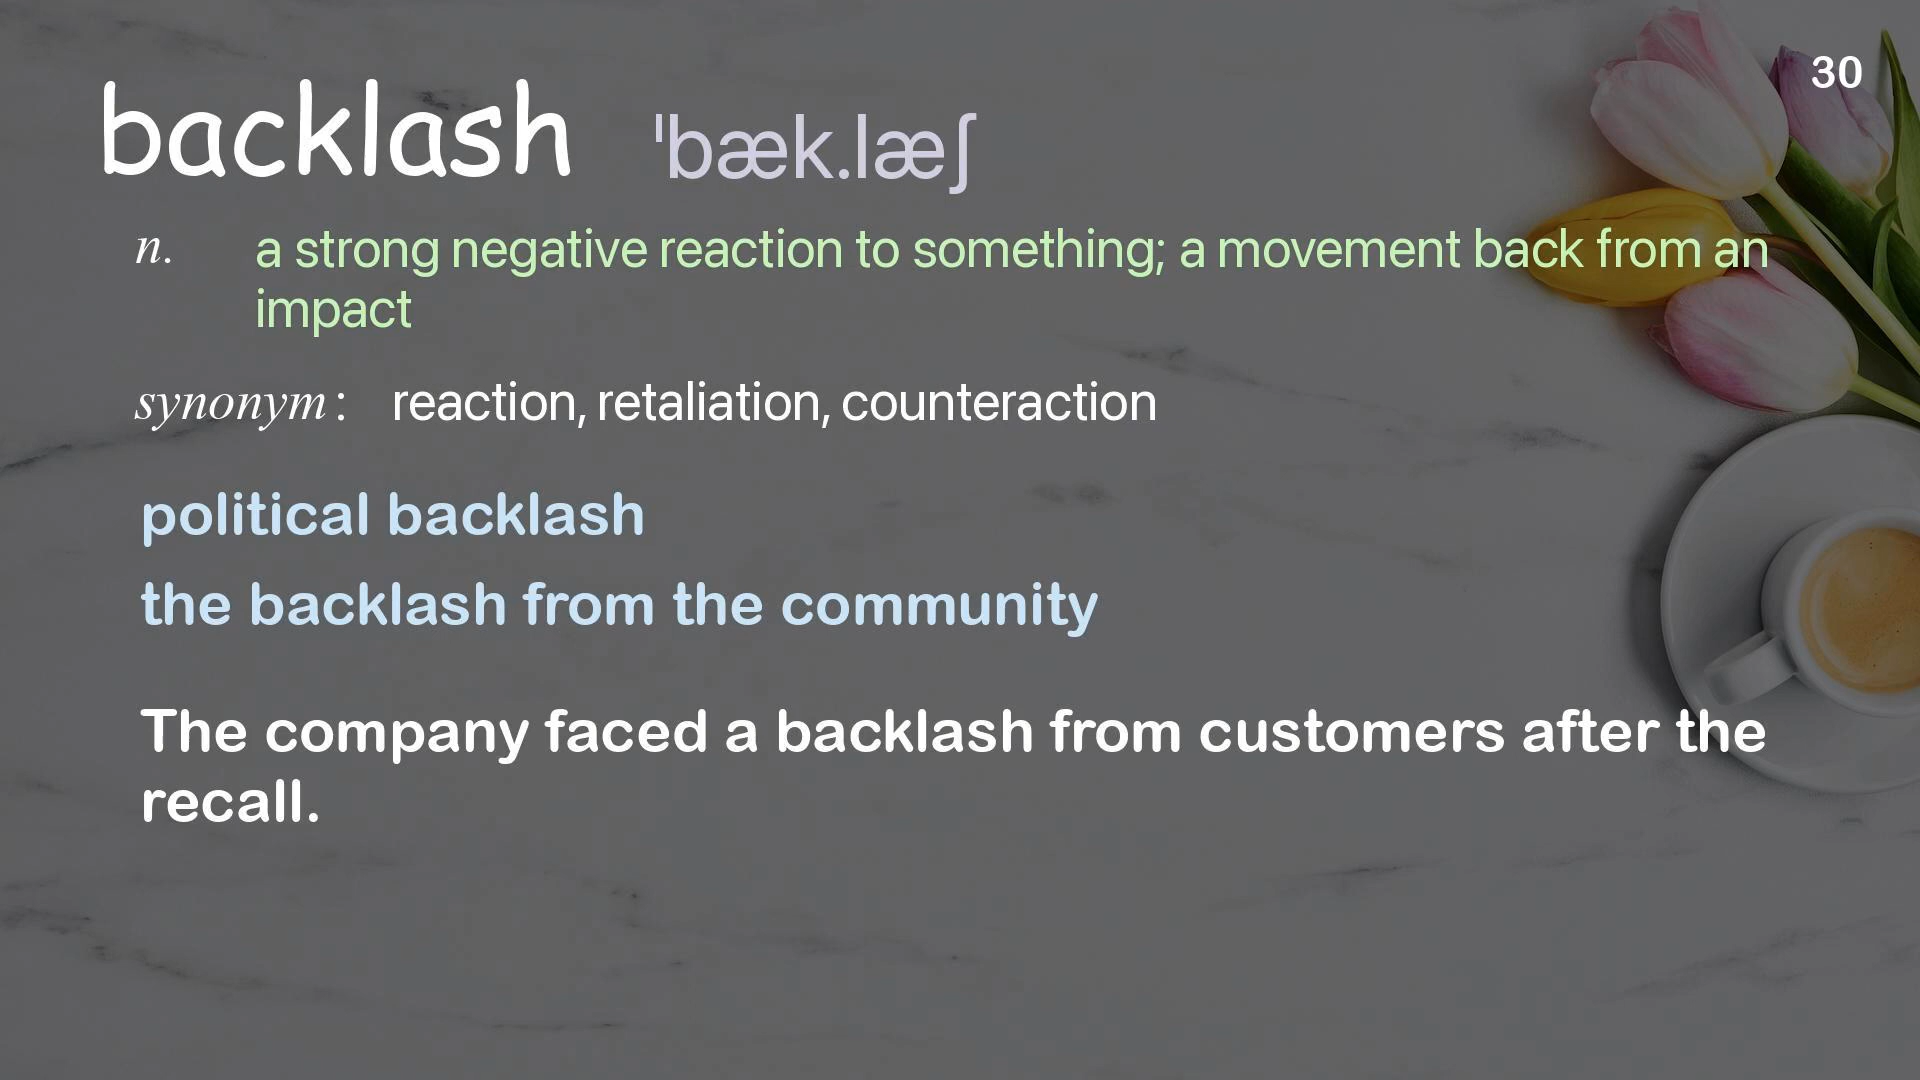 30
backlash ˈbæk.læʃ
n. a strong negative reaction to something; a movement back from an
impact
synonym : reaction, retaliation, counteraction
political backlash
the backlash from the community
The company faced a backlash from customers after the
recall.